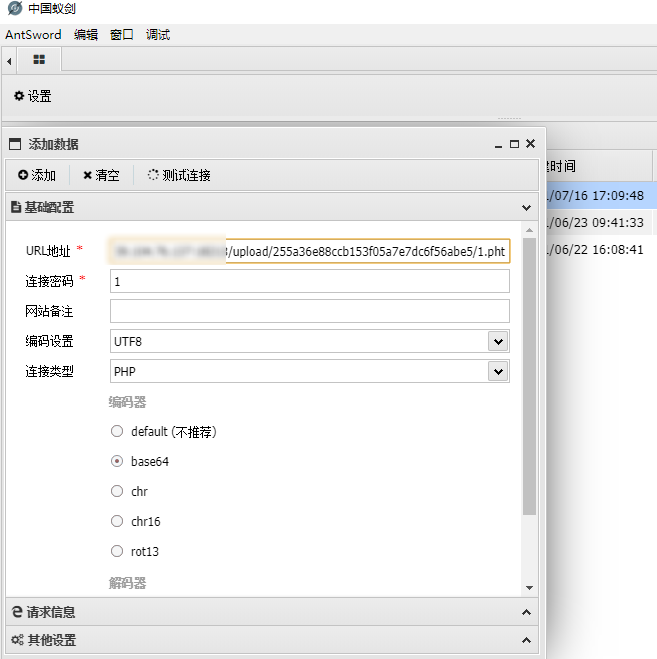 中国蚁剑
AntSword 编辑 窗口 调试
设置
添加数据
添加 清空 测试连接
时间
基础配置
/07/16 17:09:48
/06/23 09:41:33
URL地址 * /upload/255a36e88ccb153f05a7e7dc6f56abe5/1.pht
/06/22 16:08:41
连接密码 * 1
网站备注
编码设置 UTF8
连接类型 PHP
编码器
default (不推荐)
base64
chr
chr16
rot13
解码器
请求信息
其他设置